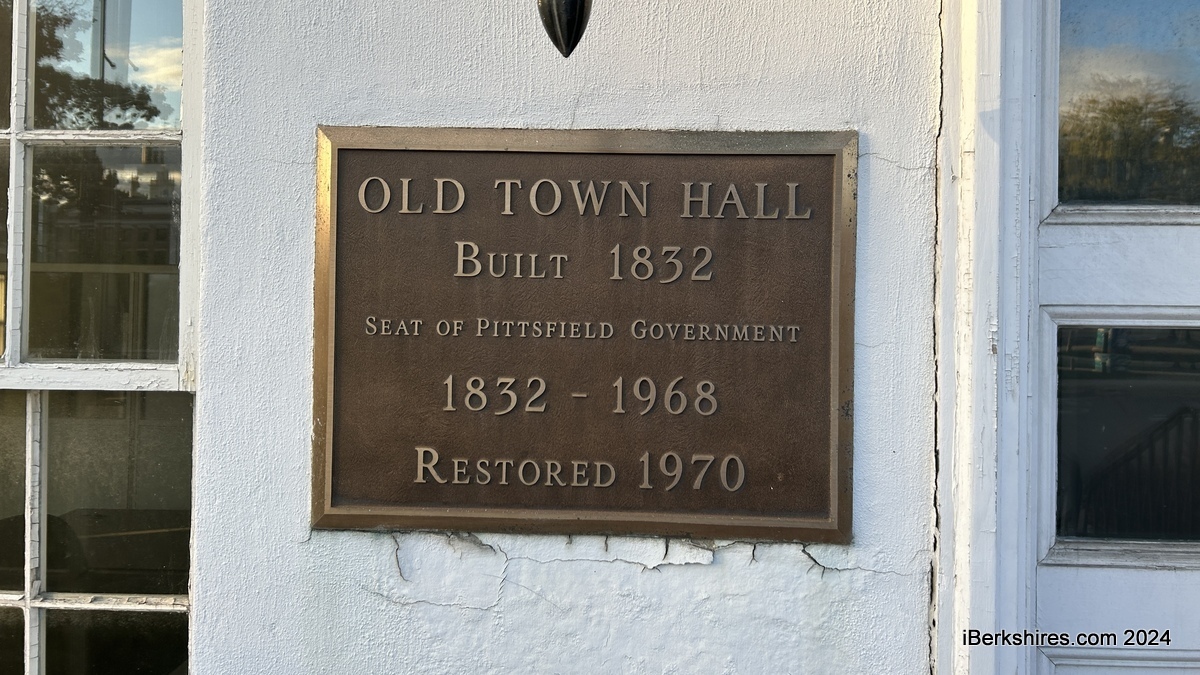 OLD TOWN HALL
BUILT 1832
SEAT OF PITTSFIELD GOVERNMENT
1832 - 1968
RESTORED 1970
iBerkshires.com 2024